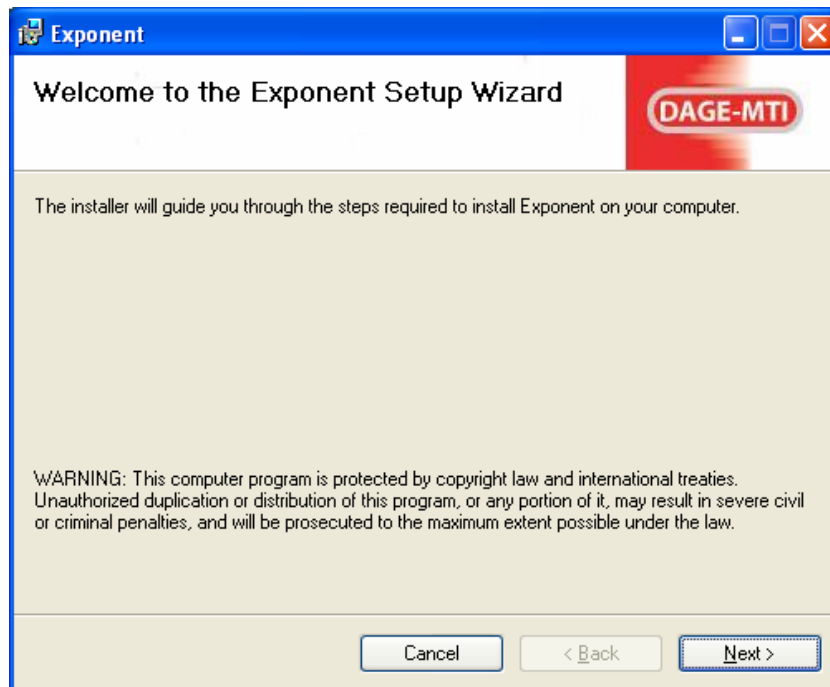 Exponent
Welcome to the Exponent Setup Wizard
DAGE-MTI
The installer will guide you through the steps required to install Exponent on your computer.
WARNING: This computer program is protected by copyright law and international treaties.
Unauthorized duplication or distribution of this program, or any portion of it, may result in severe civil
or criminal penalties, and will be prosecuted to the maximum extent possible under the law.
Cancel
< Back
Next >